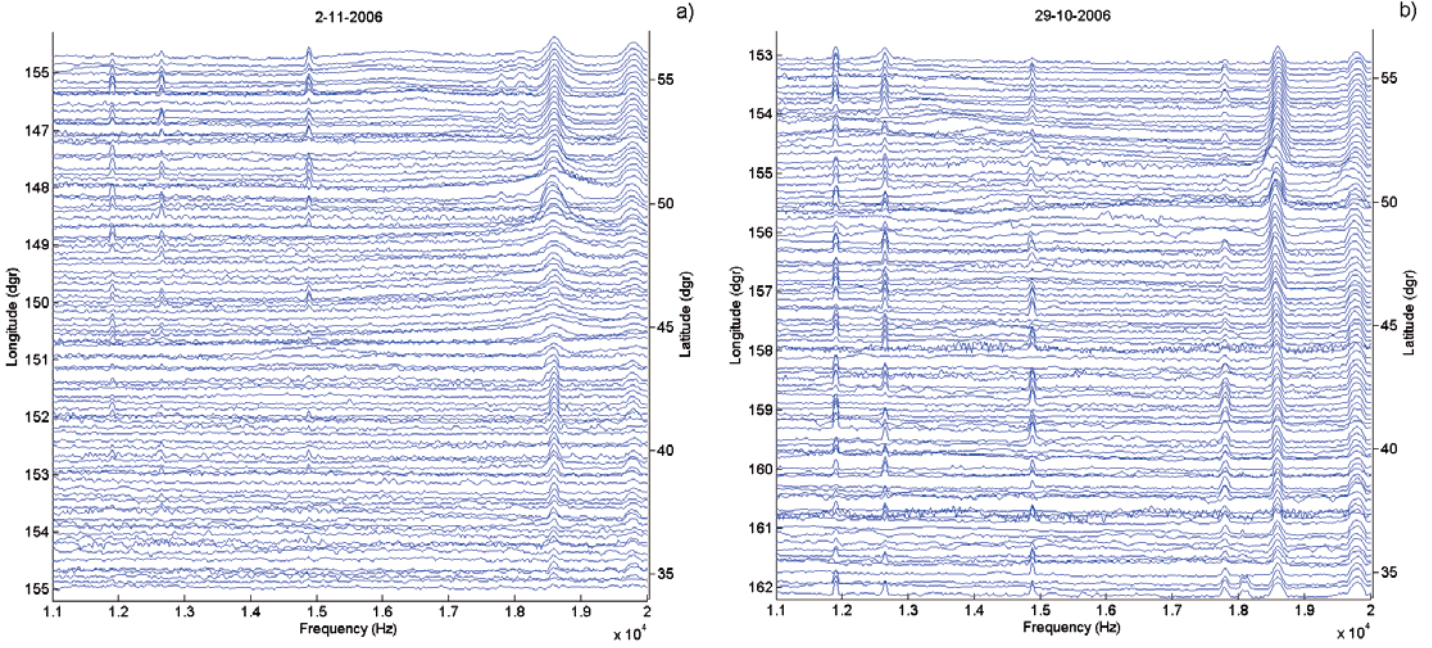 2-11-2006
a)
155
147
148
149
150
151
152
153
154
155
Longitude (dgr)
55
50
45
40
35
Latitude (dgr)
1.1 1.2 1.3 1.4 1.5 1.6 1.7 1.8 1.9 2
Frequency (Hz)
x 10⁴
29-10-2006
b)
153
154
155
156
157
158
159
160
161
162
Longitude (dgr)
55
50
45
40
35
Latitude (dgr)
1.1 1.2 1.3 1.4 1.5 1.6 1.7 1.8 1.9 2
Frequency (Hz)
x 10⁴